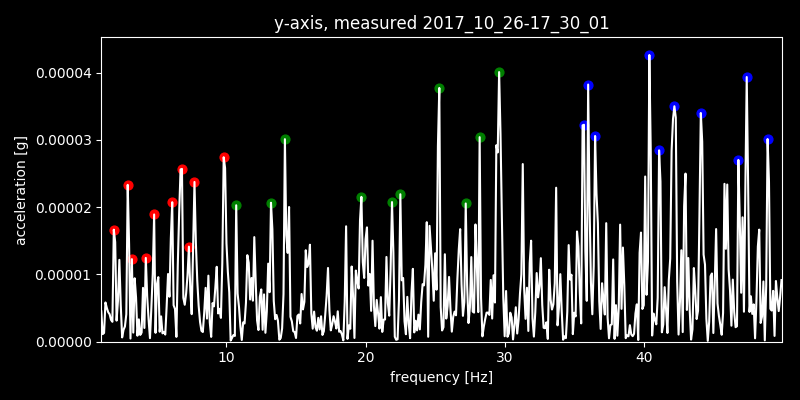 y-axis, measured 2017_10_26-17_30_01
0.00004
0.00003
0.00002
0.00001
0.00000
acceleration [g]
10 20 30 40
frequency [Hz]